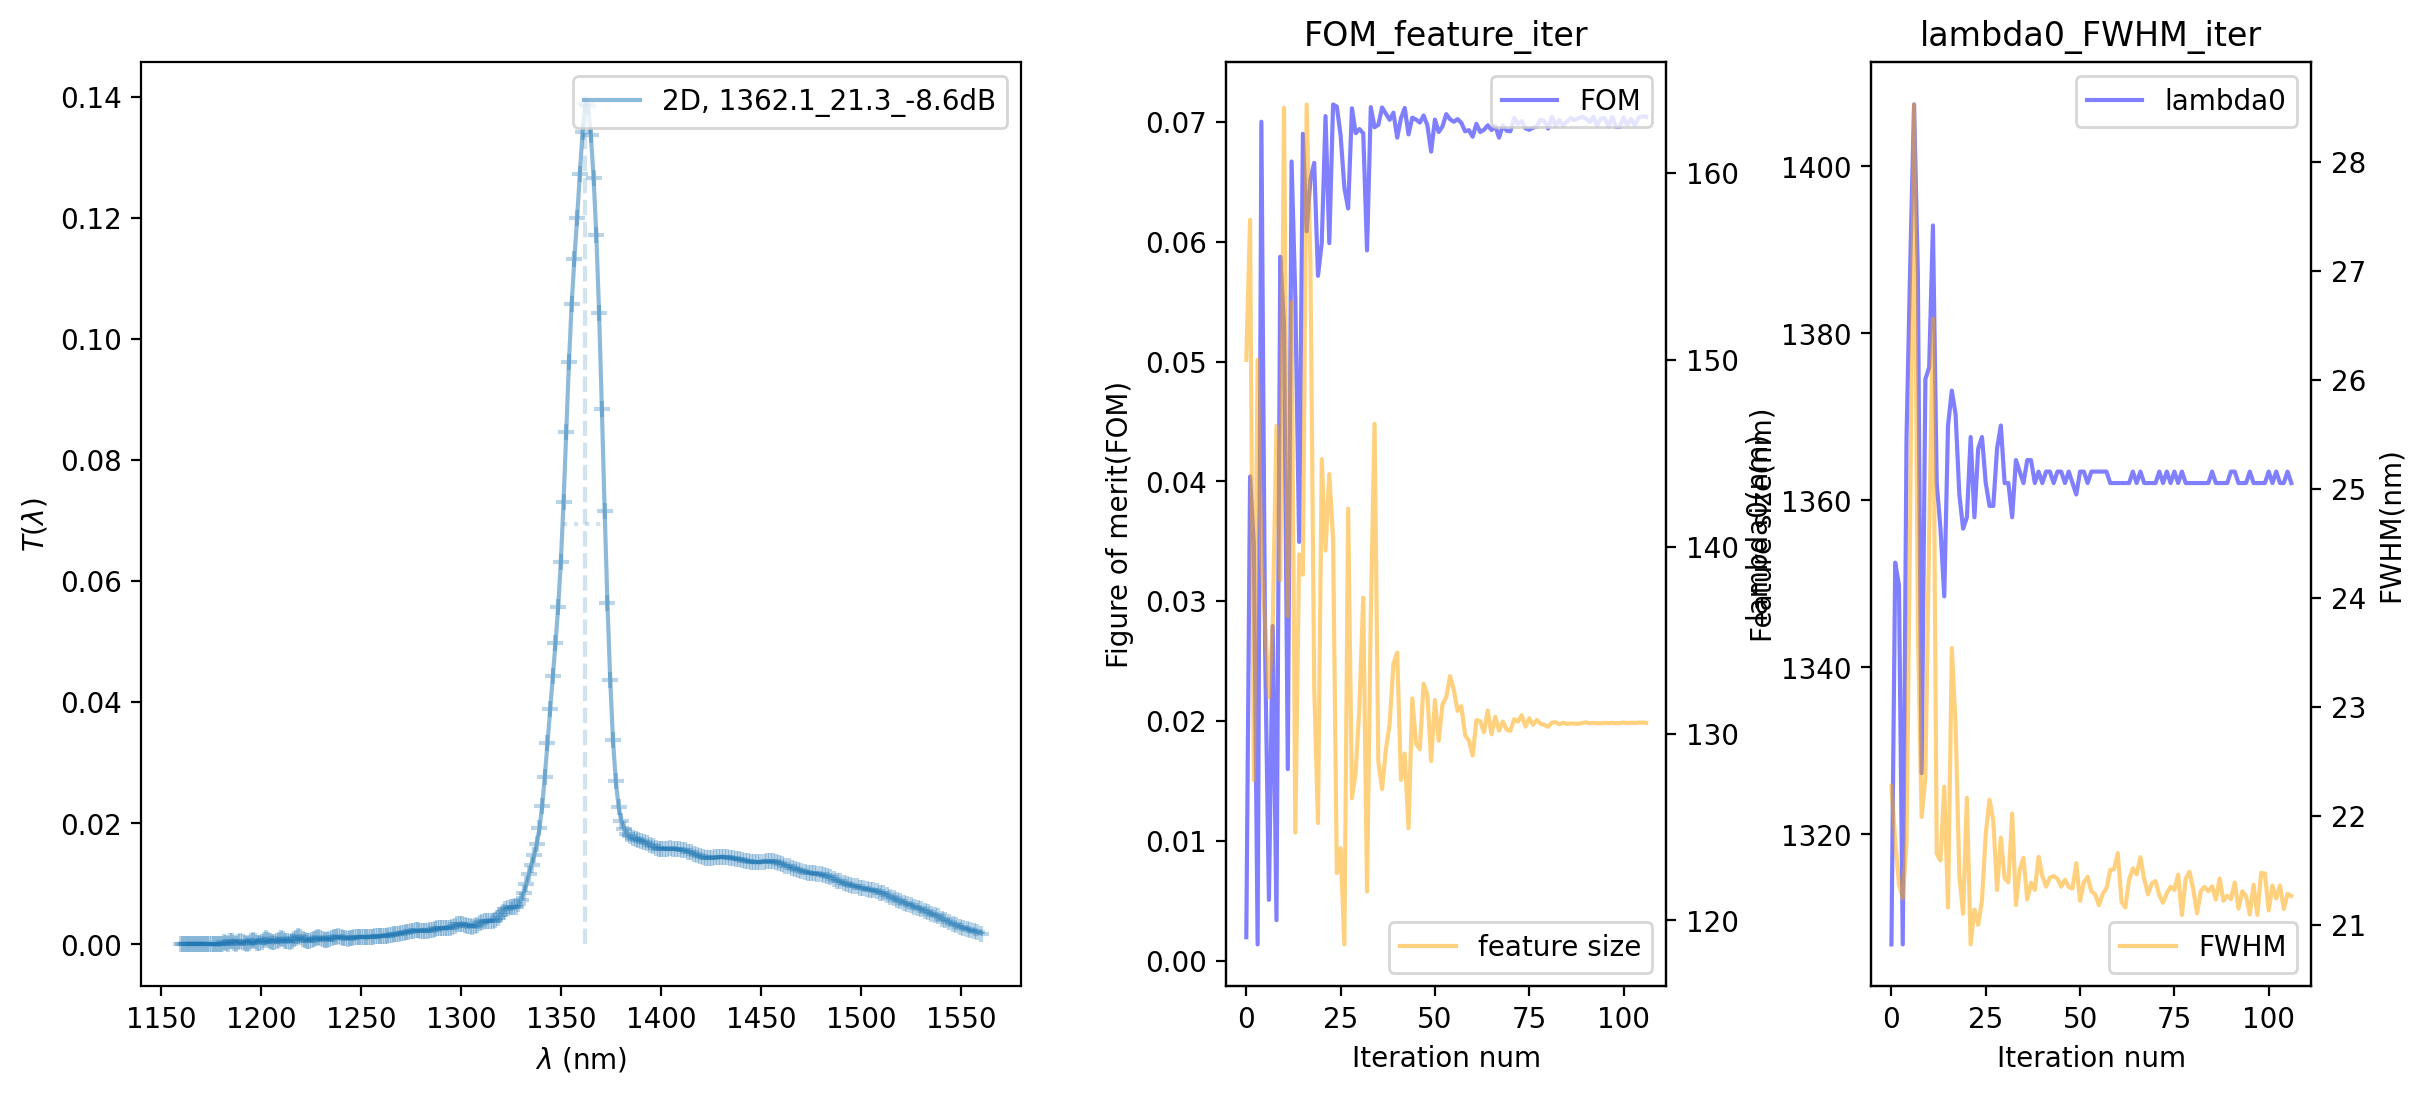 0.14
0.12
0.10
0.08
0.06
0.04
0.02
0.00
T(λ)
1150 1200 1250 1300 1350 1400 1450 1500 1550
λ (nm)
2D, 1362.1_21.3_-8.6dB
FOM_feature_iter
FOM
feature size
0.07
0.06
0.05
0.04
0.03
0.02
0.01
0.00
Figure of merit(FOM)
160
150
140
130
120
Feature size(nm)
0 25 50 75 100
Iteration num
lambda0_FWHM_iter
lambda0
FWHM
1400
1380
1360
1340
1320
lambda0(nm)
28
27
26
25
24
23
22
21
FWHM(nm)
0 25 50 75 100
Iteration num